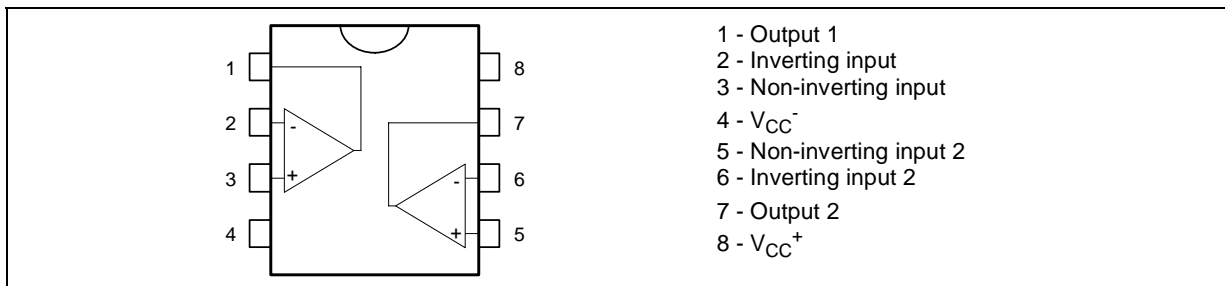 1
2
3
4
8
7
6
5
-
+
-
+
1 - Output 1
2 - Inverting input
3 - Non-inverting input
4 - VCC-
5 - Non-inverting input 2
6 - Inverting input 2
7 - Output 2
8 - VCC+